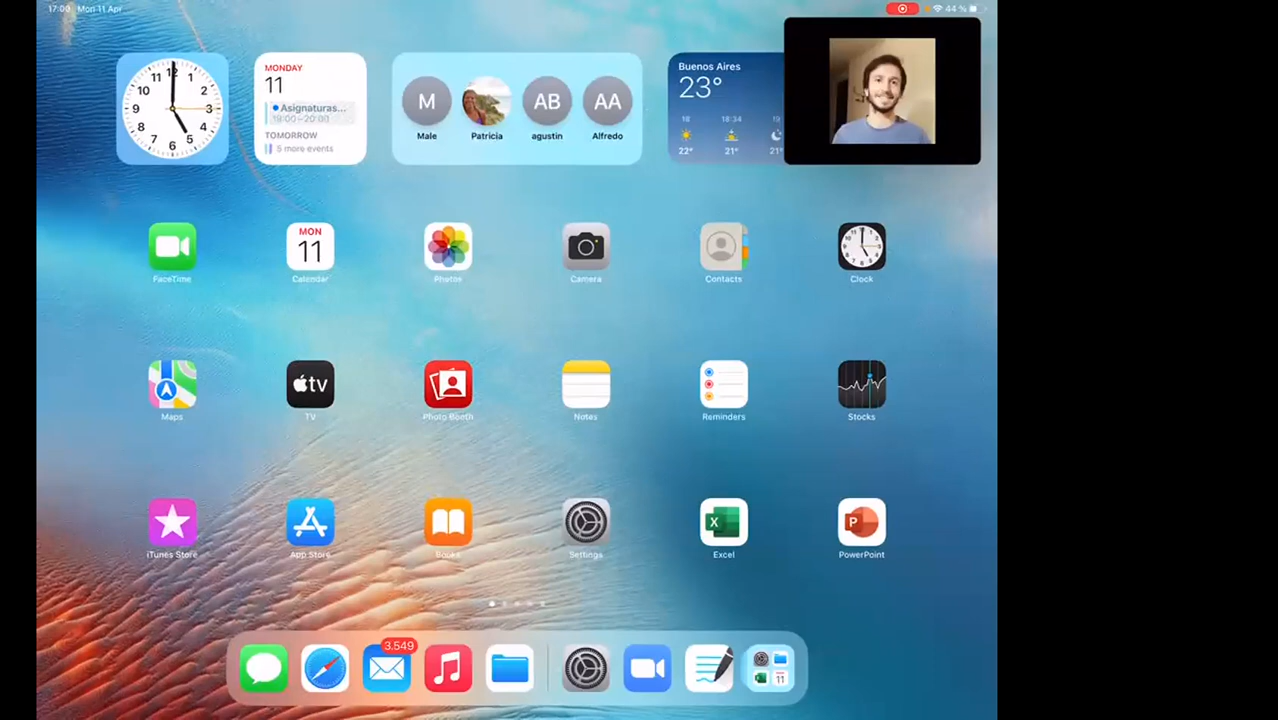 17:00 Mon 11 Apr
44 %
12
1
2
3
4
5
6
7
8
9
10
11
MONDAY
11
Asignaturas...
19:00–20:00
TOMORROW
5 more events
M
AB
AA
Male
Patricia
agustin
Alfredo
Buenos Aires
23°
18
18:34
19
22°
21°
21°
MON
11
FaceTime
Calendar
Photos
Camera
Contacts
Clock
tv
Maps
TV
Photo Booth
Notes
Reminders
Stocks
X
P
iTunes Store
App Store
Books
Settings
Excel
PowerPoint
3.549
11